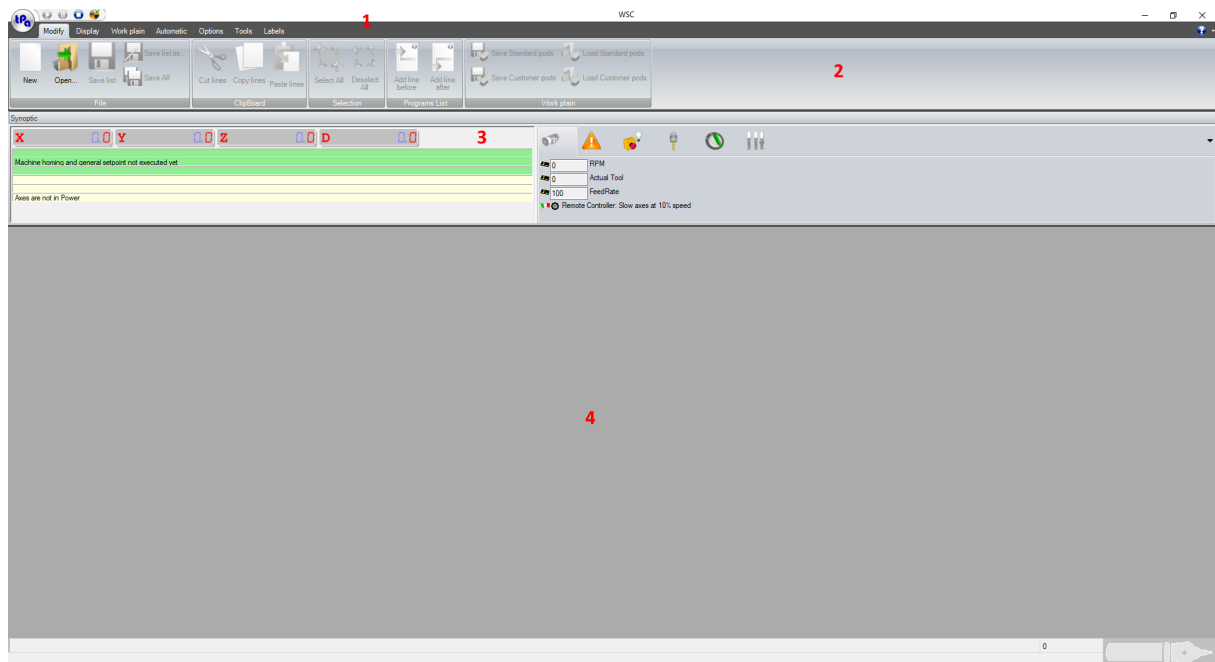 tPa
WSC
1
Modify Display Work plain Automatic Options Tools Labels
New Open... Save list Save list as... Save All
Cut lines Copy lines Paste lines
Select All Deselect All
Add line before Add line after
Save Standard pods Load Standard pods
Save Customer pods Load Customer pods
2
File ClipBoard Selection Programs List Work plain
Synoptic
X 0.0 Y 0.0 Z 0.0 D 0.0 3
Machine homing and general setpoint not executed yet
Axes are not in Power
0 RPM
0 Actual Tool
100 FeedRate
Remote Controller: Slow axes at 10% speed
4
0